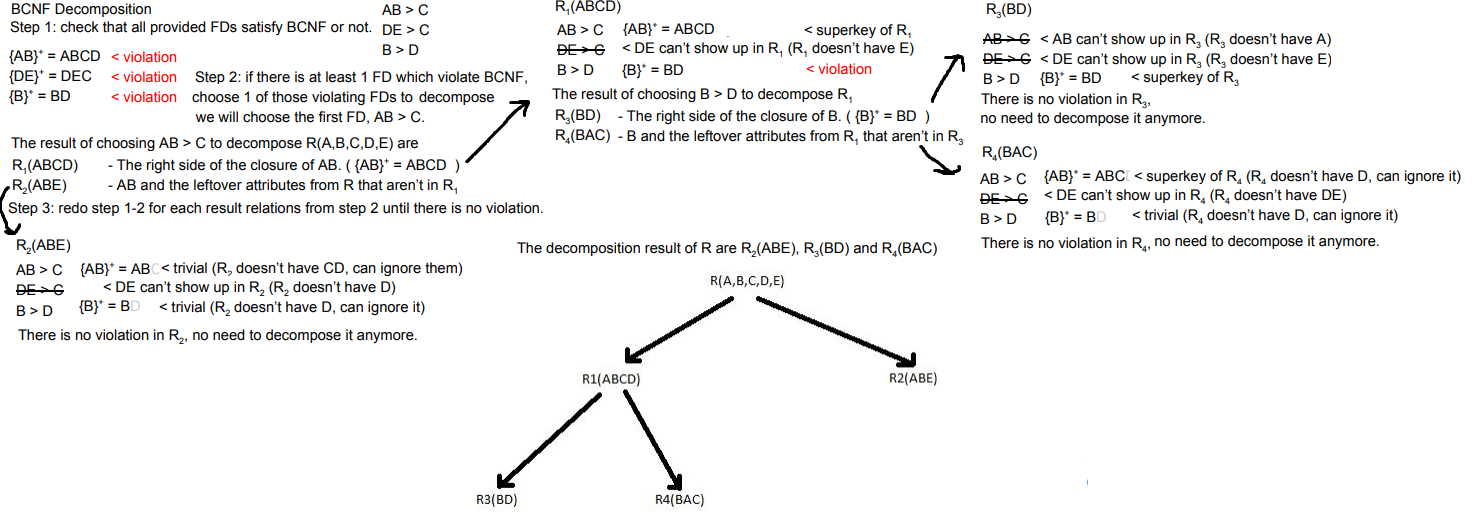 BCNF Decomposition
Step 1: check that all provided FDs satisfy BCNF or not.
AB > C
DE > C
B > D
{AB}⁺ = ABCD < violation
{DE}⁺ = DEC < violation
{B}⁺ = BD < violation
Step 2: if there is at least 1 FD which violate BCNF,
choose 1 of those violating FDs to decompose
we will choose the first FD, AB > C.
The result of choosing AB > C to decompose R(A,B,C,D,E) are
R₁(ABCD) - The right side of the closure of AB. ( {AB}⁺ = ABCD )
R₂(ABE) - AB and the leftover attributes from R that aren't in R₁
Step 3: redo step 1-2 for each result relations from step 2 until there is no violation.
R₂(ABE)
AB > C {AB}⁺ = ABC < trivial (R₂ doesn't have CD, can ignore them)
DE > C < DE can't show up in R₂ (R₂ doesn't have D)
B > D {B}⁺ = BD < trivial (R₂ doesn't have D, can ignore it)
There is no violation in R₂, no need to decompose it anymore.
R₁(ABCD)
AB > C {AB}⁺ = ABCD < superkey of R₁
DE > C < DE can't show up in R₁ (R₁ doesn't have E)
B > D {B}⁺ = BD < violation
The result of choosing B > D to decompose R₁
R₃(BD) - The right side of the closure of B. ( {B}⁺ = BD )
R₄(BAC) - B and the leftover attributes from R₁ that aren't in R₃
R₃(BD)
AB > C < AB can't show up in R₃ (R₃ doesn't have A)
DE > C < DE can't show up in R₃ (R₃ doesn't have E)
B > D {B}⁺ = BD < superkey of R₃
There is no violation in R₃,
no need to decompose it anymore.
R₄(BAC)
AB > C {AB}⁺ = ABC < superkey of R₄ (R₄ doesn't have D, can ignore it)
DE > C < DE can't show up in R₄ (R₄ doesn't have DE)
B > D {B}⁺ = BD < trivial (R₄ doesn't have D, can ignore it)
There is no violation in R₄, no need to decompose it anymore.
The decomposition result of R are R₂(ABE), R₃(BD) and R₄(BAC)
R(A,B,C,D,E)
R1(ABCD)
R2(ABE)
R3(BD)
R4(BAC)